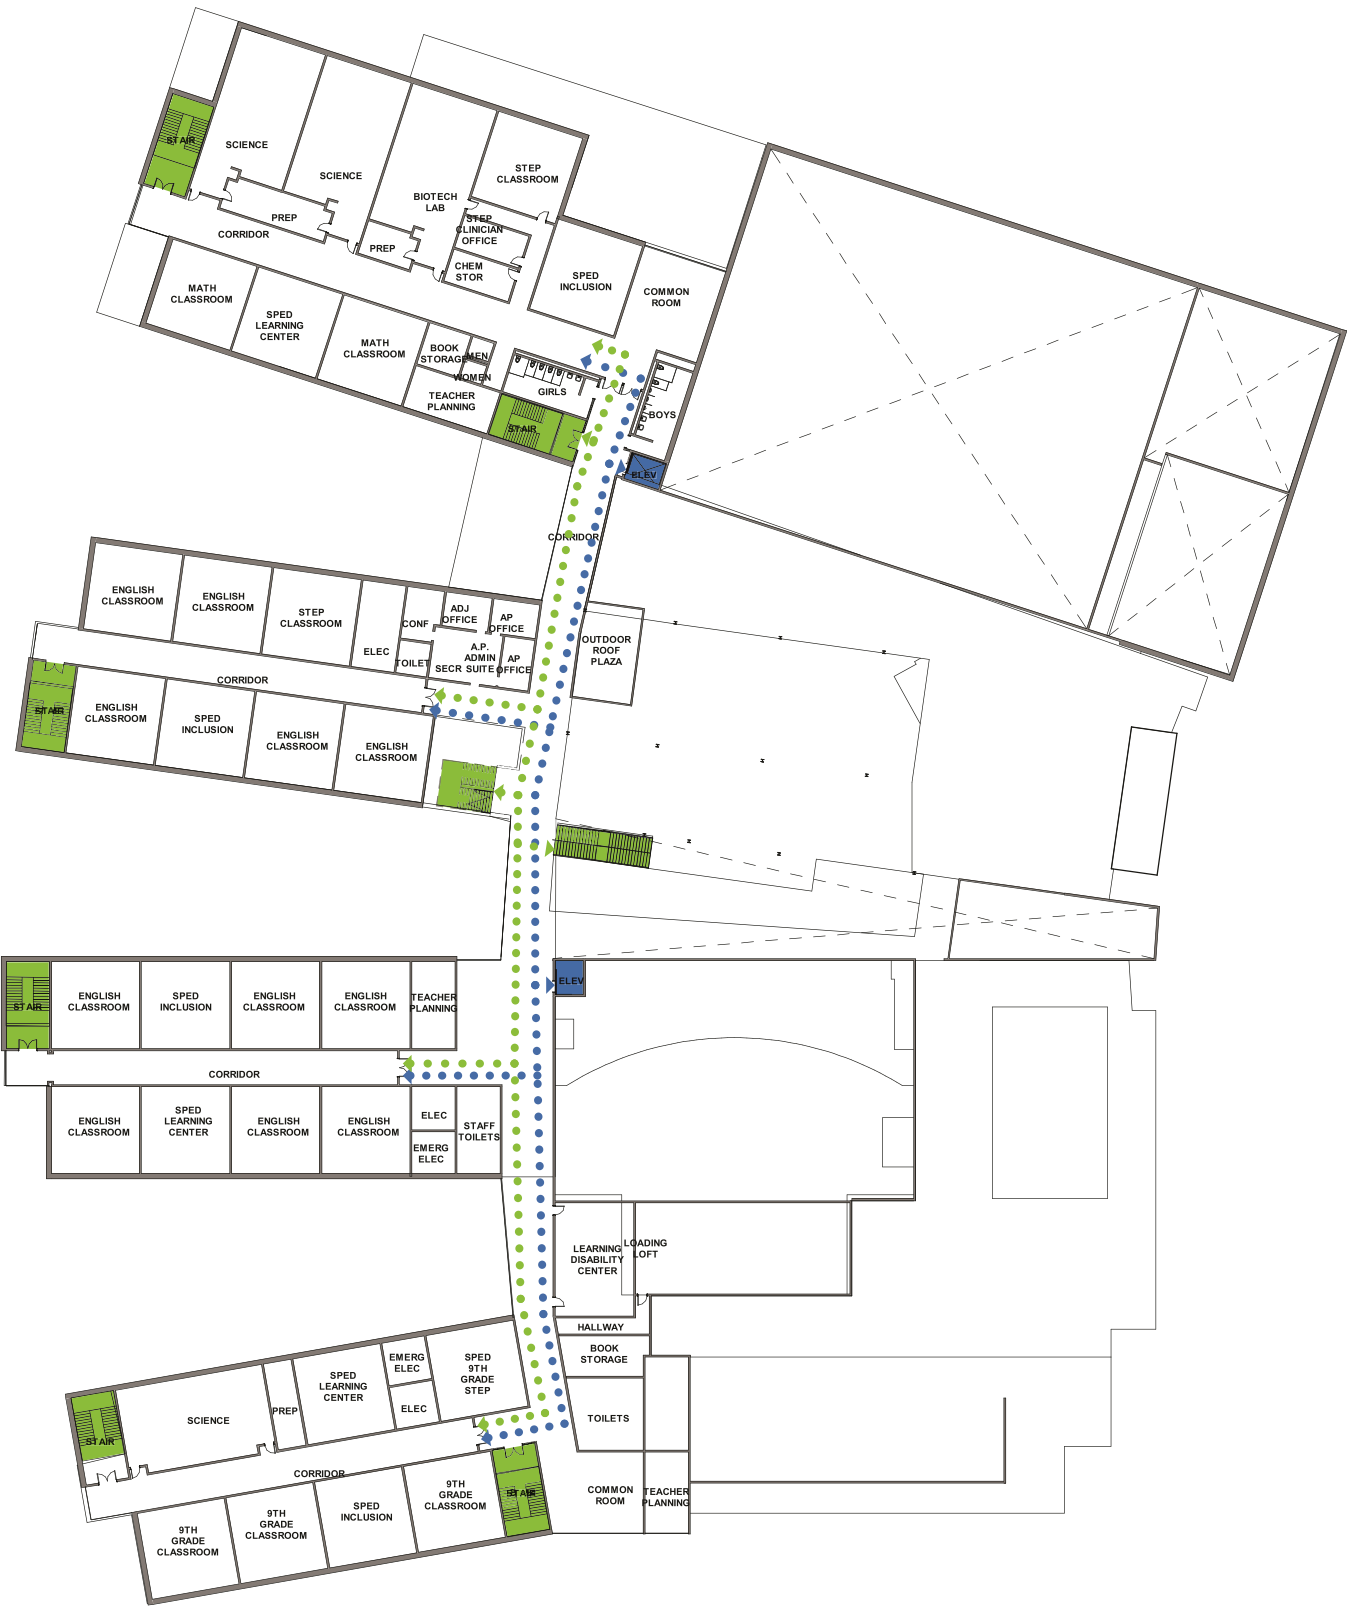 STAIR
SCIENCE
SCIENCE
STEP
CLASSROOM
BIOTECH
LAB
PREP
STEP
CLINICIAN
OFFICE
CORRIDOR
PREP
CHEM
STOR
SPED
INCLUSION
COMMON
ROOM
MATH
CLASSROOM
SPED
LEARNING
CENTER
MATH
CLASSROOM
BOOK
STORAGE
MEN
WOMEN
TEACHER
PLANNING
GIRLS
BOYS
STAIR
ELEV
CORRIDOR
ENGLISH
CLASSROOM
ENGLISH
CLASSROOM
STEP
CLASSROOM
CONF
ADJ
OFFICE
AP
OFFICE
ELEC
TOILET
SECR
A.P.
ADMIN
SUITE
AP
OFFICE
OUTDOOR
ROOF
PLAZA
CORRIDOR
STAIR
ENGLISH
CLASSROOM
SPED
INCLUSION
ENGLISH
CLASSROOM
ENGLISH
CLASSROOM
STAIR
ENGLISH
CLASSROOM
SPED
INCLUSION
ENGLISH
CLASSROOM
ENGLISH
CLASSROOM
TEACHER
PLANNING
ELEV
CORRIDOR
ENGLISH
CLASSROOM
SPED
LEARNING
CENTER
ENGLISH
CLASSROOM
ENGLISH
CLASSROOM
ELEC
EMERG
ELEC
STAFF
TOILETS
LEARNING
DISABILITY
CENTER
LOADING
LOFT
HALLWAY
BOOK
STORAGE
EMERG
ELEC
SPED
9TH
GRADE
STEP
SPED
LEARNING
CENTER
ELEC
PREP
SCIENCE
STAIR
TOILETS
CORRIDOR
9TH
GRADE
CLASSROOM
9TH
GRADE
CLASSROOM
SPED
INCLUSION
9TH
GRADE
CLASSROOM
STAIR
COMMON
ROOM
TEACHER
PLANNING